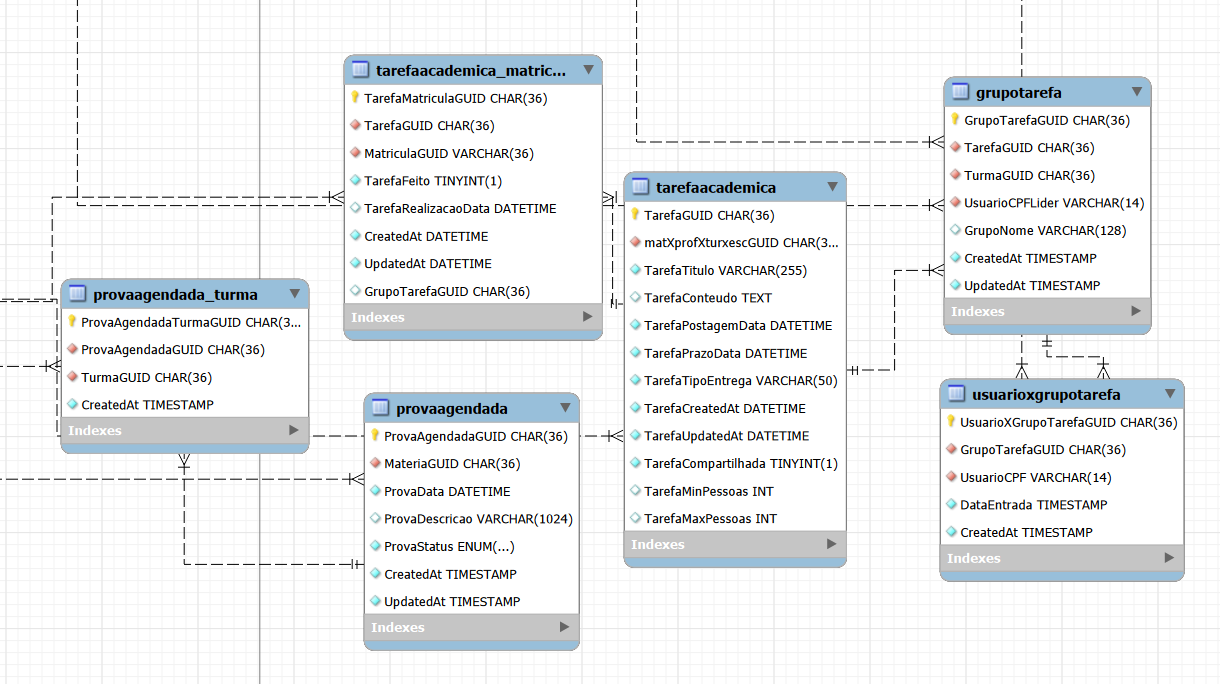 tarefaacademica_matric...
TarefaMatriculaGUID CHAR(36)
TarefaGUID CHAR(36)
MatriculaGUID VARCHAR(36)
TarefaFeito TINYINT(1)
TarefaRealizacaoData DATETIME
CreatedAt DATETIME
UpdatedAt DATETIME
GrupoTarefaGUID CHAR(36)
Indexes
grupotarefa
GrupoTarefaGUID CHAR(36)
TarefaGUID CHAR(36)
TurmaGUID CHAR(36)
UsuarioCPFLider VARCHAR(14)
GrupoNome VARCHAR(128)
CreatedAt TIMESTAMP
UpdatedAt TIMESTAMP
Indexes
tarefaacademica
TarefaGUID CHAR(36)
matXprofXturxescGUID CHAR(3...
TarefaTitulo VARCHAR(255)
TarefaConteudo TEXT
TarefaPostagemData DATETIME
TarefaPrazoData DATETIME
TarefaTipoEntrega VARCHAR(50)
TarefaCreatedAt DATETIME
TarefaUpdatedAt DATETIME
TarefaCompartilhada TINYINT(1)
TarefaMinPessoas INT
TarefaMaxPessoas INT
Indexes
provaagendada_turma
ProvaAgendadaTurmaGUID CHAR(3...
ProvaAgendadaGUID CHAR(36)
TurmaGUID CHAR(36)
CreatedAt TIMESTAMP
Indexes
provaagendada
ProvaAgendadaGUID CHAR(36)
MateriaGUID CHAR(36)
ProvaData DATETIME
ProvaDescricao VARCHAR(1024)
ProvaStatus ENUM(...)
CreatedAt TIMESTAMP
UpdatedAt TIMESTAMP
Indexes
usuarioxgrupotarefa
UsuarioXGrupoTarefaGUID CHAR(36)
GrupoTarefaGUID CHAR(36)
UsuarioCPF VARCHAR(14)
DataEntrada TIMESTAMP
CreatedAt TIMESTAMP
Indexes